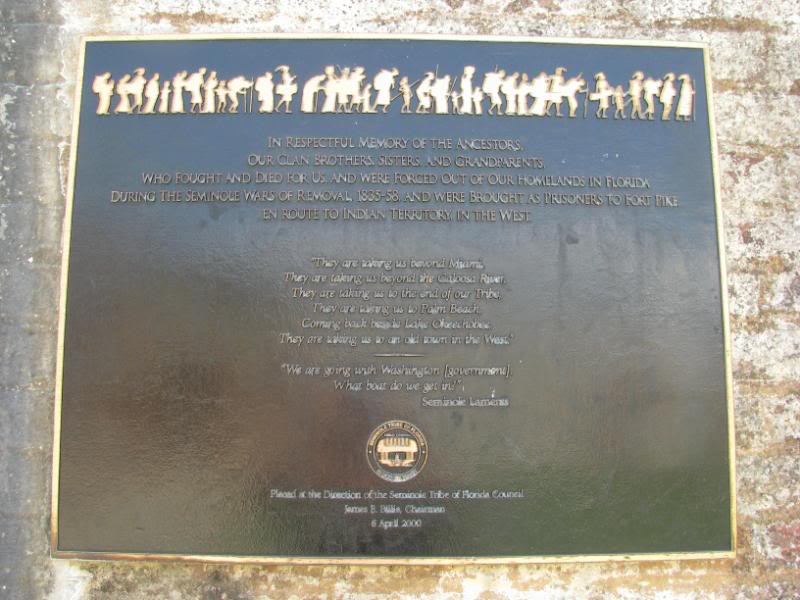 IN RESPECTFUL MEMORY OF THE ANCESTORS,
OUR CLAN BROTHERS, SISTERS, AND GRANDPARENTS,
WHO FOUGHT AND DIED FOR US, AND WERE FORCED OUT OF OUR HOMELANDS IN FLORIDA
DURING THE SEMINOLE WARS OF REMOVAL, 1835-58, AND WERE BROUGHT AS PRISONERS TO FORT PIKE
EN ROUTE TO INDIAN TERRITORY, IN THE WEST.
"They are taking us beyond Miami,
They are taking us beyond the Caloosa River,
They are taking us to the end of our Tribe,
They are taking us to Palm Beach,
Coming back beside Lake Okeechobee,
They are taking us to an old town in the West."
"We are going with Washington [government].
What boat do we get in?"
Seminole Laments
SEMINOLE TRIBE OF FLORIDA
Placed at the Direction of the Seminole Tribe of Florida Council
James E. Billie, Chairman
6 April 2000